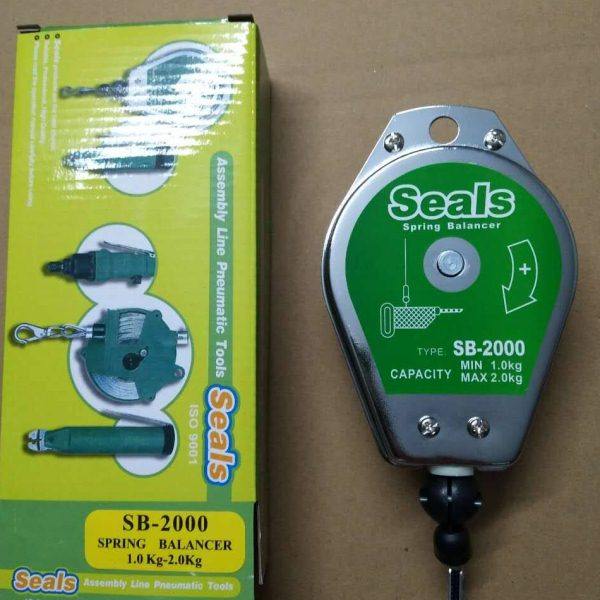 Assembly Line Pneumatic Tools
Seals
ISO 9001
SB-2000
SPRING BALANCER
1.0 Kg-2.0Kg
Seals Assembly Line Pneumatic Tools
Seals
Spring Balancer
+
TYPE: SB-2000
CAPACITY MIN 1.0kg
MAX 2.0kg